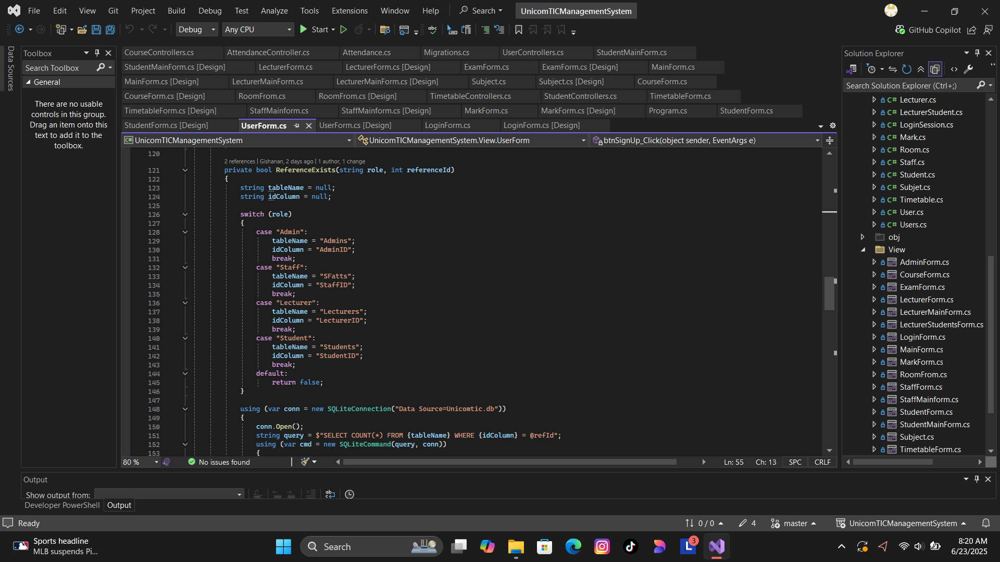 File Edit View Git Project Build Debug Test Analyze Tools Extensions Window Help Search UnicomTICManagementSystem
Debug Any CPU Start GitHub Copilot
Data Sources
Toolbox
Search Toolbox
General
There are no usable
controls in this group.
Drag an item onto this
text to add it to the
toolbox.
CourseControllers.cs AttendanceController.cs Attendance.cs Migrations.cs UserControllers.cs StudentMainForm.cs
StudentMainForm.cs [Design] LecturerForm.cs LecturerForm.cs [Design] ExamForm.cs ExamForm.cs [Design] MainForm.cs
MainForm.cs [Design] LecturerMainForm.cs LecturerMainForm.cs [Design] Subject.cs Subject.cs [Design] CourseForm.cs
CourseForm.cs [Design] RoomFrom.cs RoomFrom.cs [Design] TimetableControllers.cs StudentControllers.cs TimetableForm.cs
TimetableForm.cs [Design] StaffMainform.cs StaffMainform.cs [Design] MarkForm.cs MarkForm.cs [Design] Program.cs StudentForm.cs
StudentForm.cs [Design] UserForm.cs UserForm.cs [Design] LoginForm.cs LoginForm.cs [Design]
C# UnicomTICManagementSystem UnicomTICManagementSystem.View.UserForm btnSignUp_Click(object sender, EventArgs e)
120
2 references | Gishanan, 2 days ago | 1 author, 1 change
121 private bool ReferenceExists(string role, int referenceId)
122 {
123 string tableName = null;
124 string idColumn = null;
125
126 switch (role)
127 {
128 case "Admin":
129 tableName = "Admins";
130 idColumn = "AdminID";
131 break;
132 case "Staff":
133 tableName = "SFatts";
134 idColumn = "StaffID";
135 break;
136 case "Lecturer":
137 tableName = "Lecturers";
138 idColumn = "LecturerID";
139 break;
140 case "Student":
141 tableName = "Students";
142 idColumn = "StudentID";
143 break;
144 default:
145 return false;
146 }
147
148 using (var conn = new SQLiteConnection("Data Source=Unicomtic.db"))
149 {
150 conn.Open();
151 string query = $"SELECT COUNT(*) FROM {tableName} WHERE {idColumn} = @refId";
152 using (var cmd = new SQLiteCommand(query, conn))
153 {
80 % No issues found Ln: 55 Ch: 13 SPC CRLF
Solution Explorer
Search Solution Explorer (Ctrl+;)
C# Lecturer.cs
C# LecturerStudent.cs
C# LoginSession.cs
C# Mark.cs
C# Room.cs
C# Staff.cs
C# Student.cs
C# Subjet.cs
C# Timetable.cs
C# User.cs
C# Users.cs
obj
View
AdminForm.cs
CourseForm.cs
ExamForm.cs
LecturerForm.cs
LecturerMainForm.cs
LecturerStudentsForm.cs
LoginForm.cs
MainForm.cs
MarkForm.cs
RoomFrom.cs
StaffForm.cs
StaffMainform.cs
StudentForm.cs
StudentMainForm.cs
Subject.cs
TimetableForm.cs
Output
Show output from:
Developer PowerShell Output
Ready 0 / 0 4 master UnicomTICManagementSystem
Sports headline
MLB suspends Pi...
Search
L 3
8:20 AM
6/23/2025